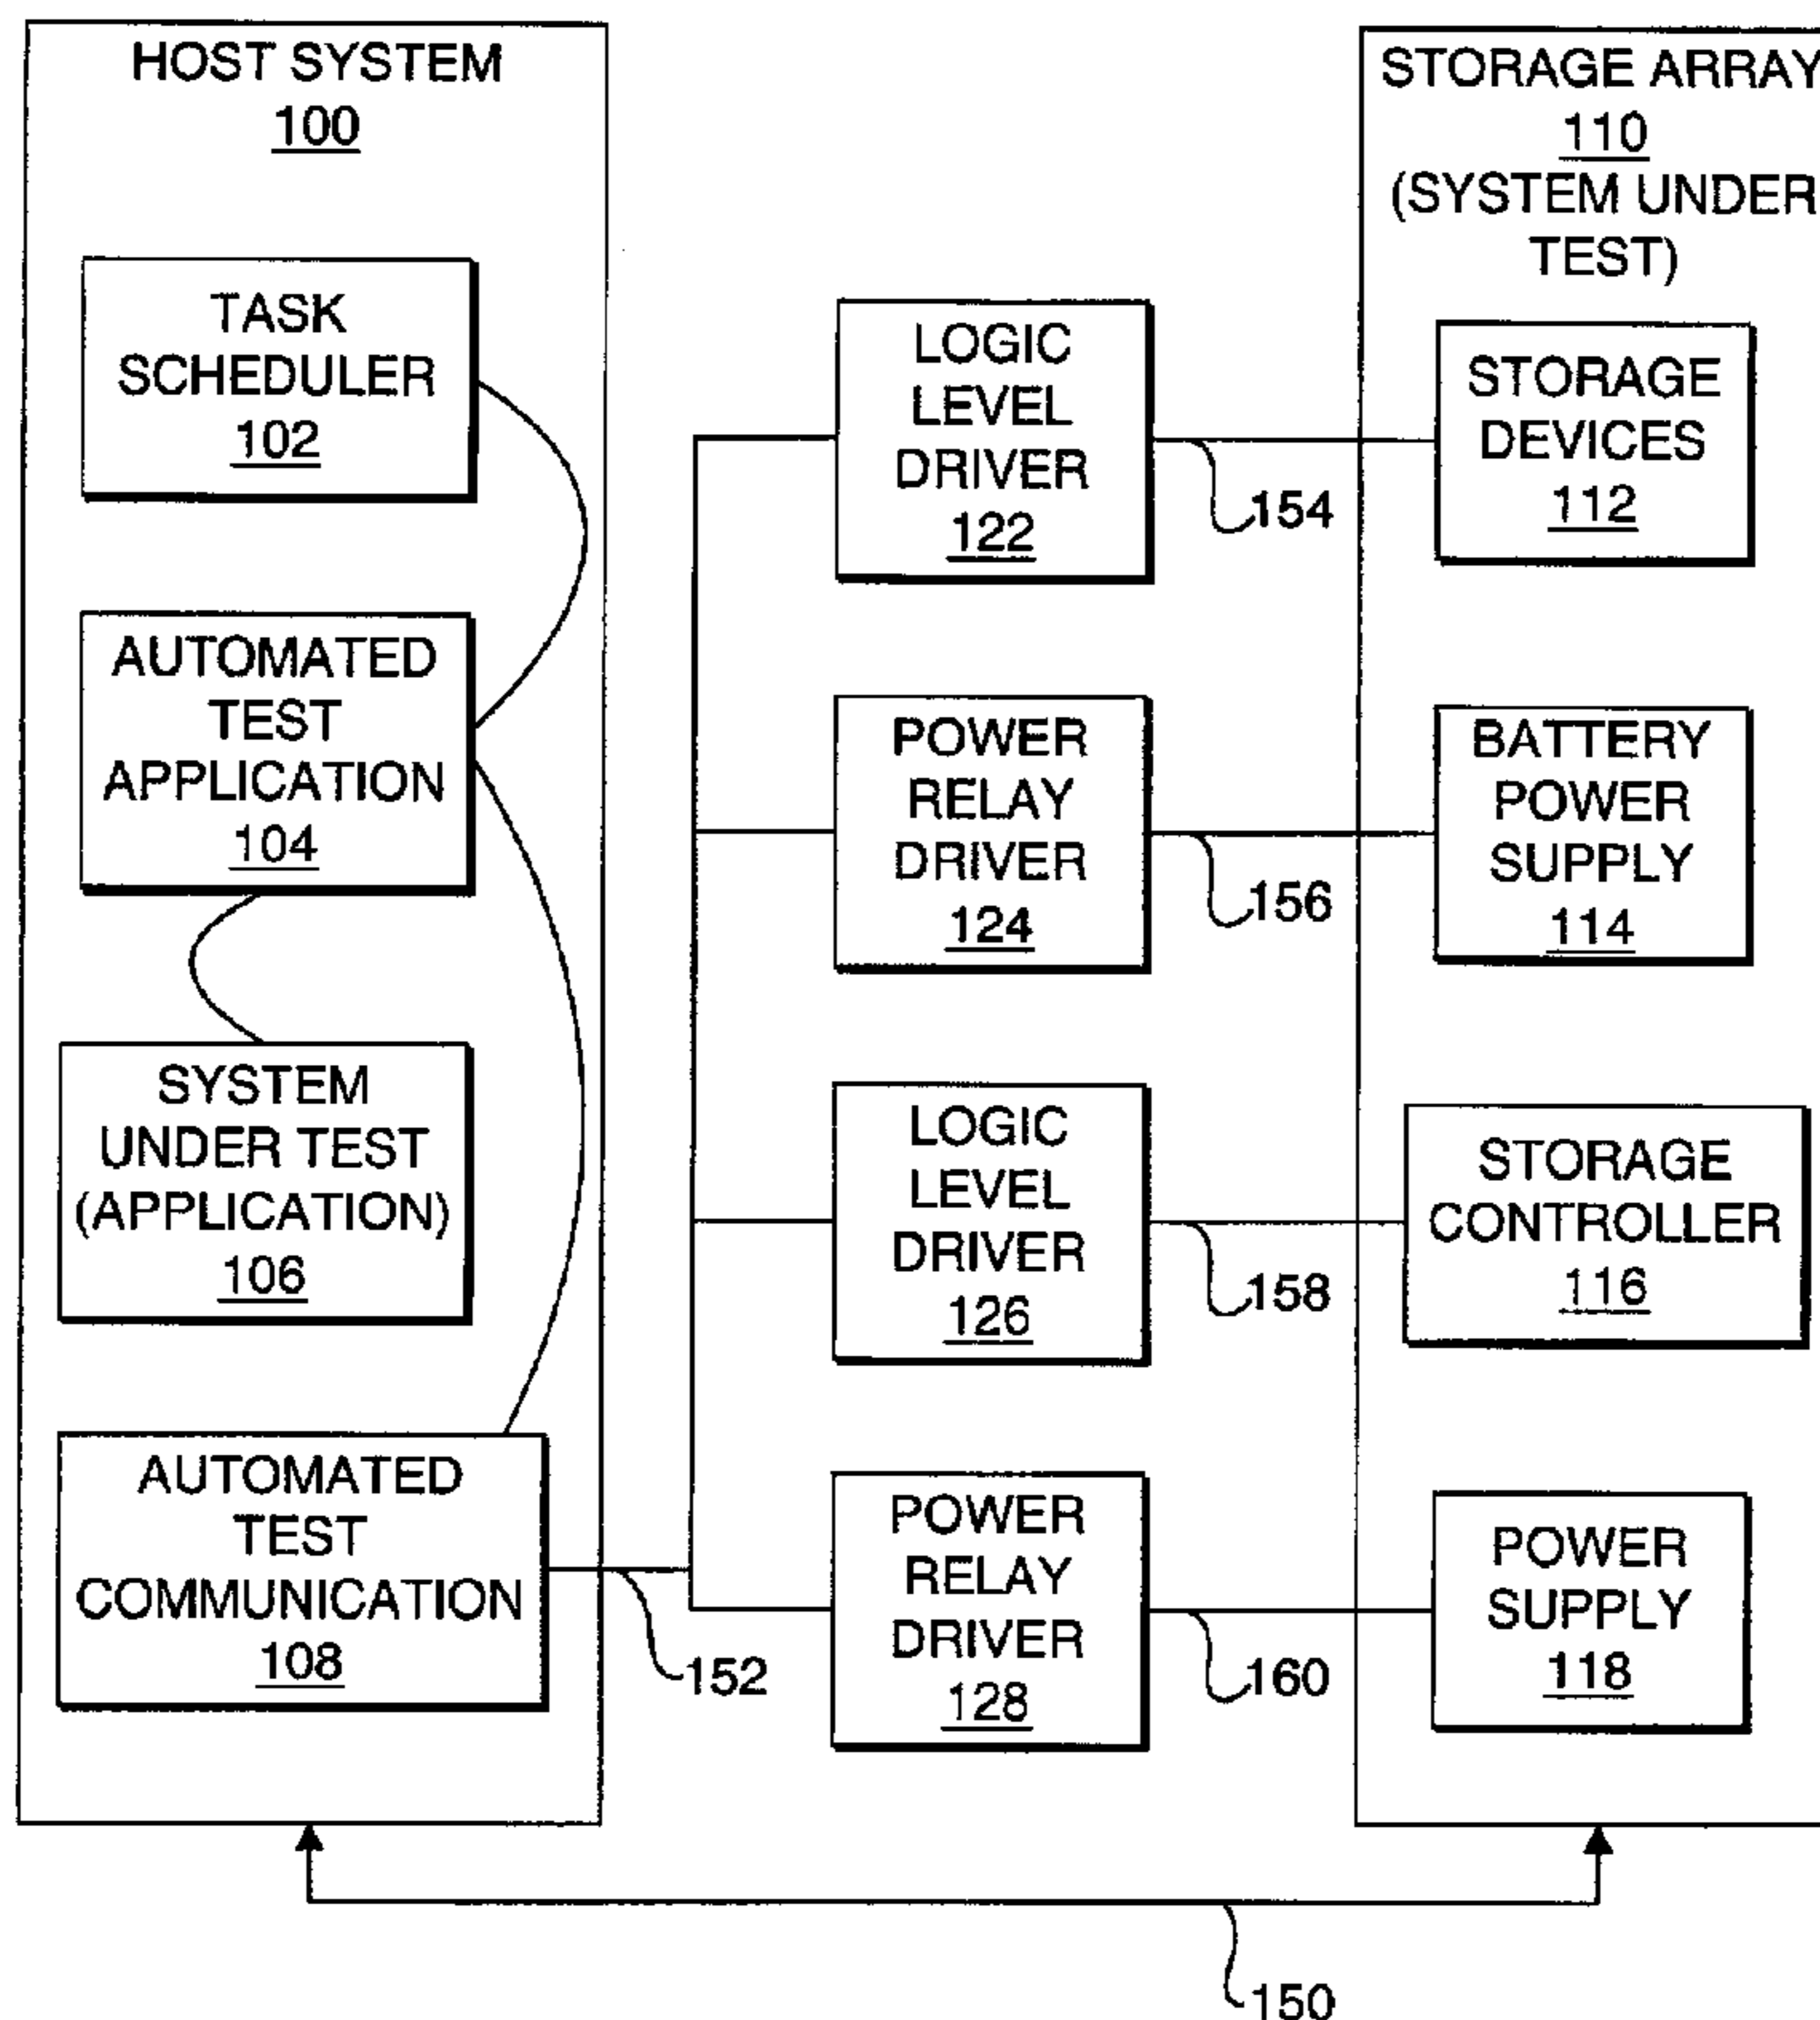 HOST SYSTEM
100
TASK
SCHEDULER
102
AUTOMATED
TEST
APPLICATION
104
SYSTEM
UNDER TEST
(APPLICATION)
106
AUTOMATED
TEST
COMMUNICATION
108
152
LOGIC
LEVEL
DRIVER
122
154
POWER
RELAY
DRIVER
124
156
LOGIC
LEVEL
DRIVER
126
158
POWER
RELAY
DRIVER
128
160
STORAGE ARRAY
110
(SYSTEM UNDER
TEST)
STORAGE
DEVICES
112
BATTERY
POWER
SUPPLY
114
STORAGE
CONTROLLER
116
POWER
SUPPLY
118
150